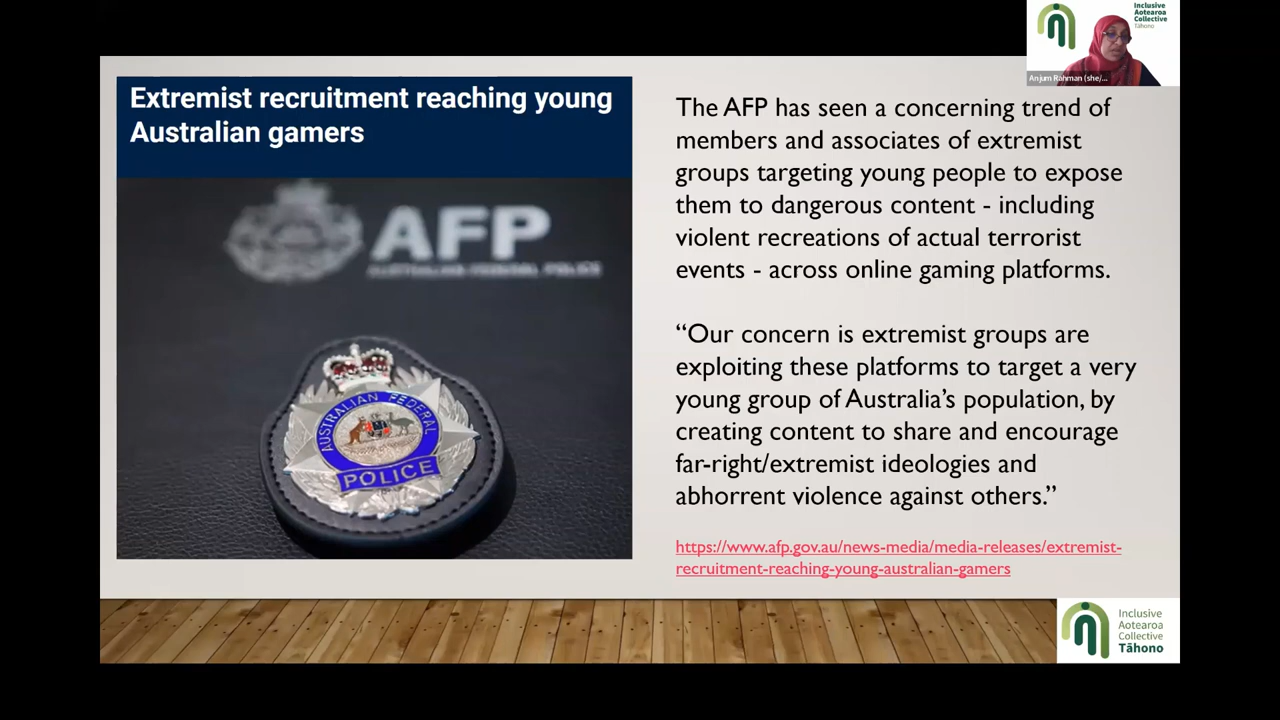 Inclusive
Aotearoa
Collective
Tāhono
Anjum Rahman (she/...
Extremist recruitment reaching young
Australian gamers
AFP
AUSTRALIAN FEDERAL POLICE
AUSTRALIAN FEDERAL
POLICE
The AFP has seen a concerning trend of
members and associates of extremist
groups targeting young people to expose
them to dangerous content - including
violent recreations of actual terrorist
events - across online gaming platforms.
“Our concern is extremist groups are
exploiting these platforms to target a very
young group of Australia’s population, by
creating content to share and encourage
far-right/extremist ideologies and
abhorrent violence against others.”
https://www.afp.gov.au/news-media/media-releases/extremist-
recruitment-reaching-young-australian-gamers
Inclusive
Aotearoa
Collective
Tāhono